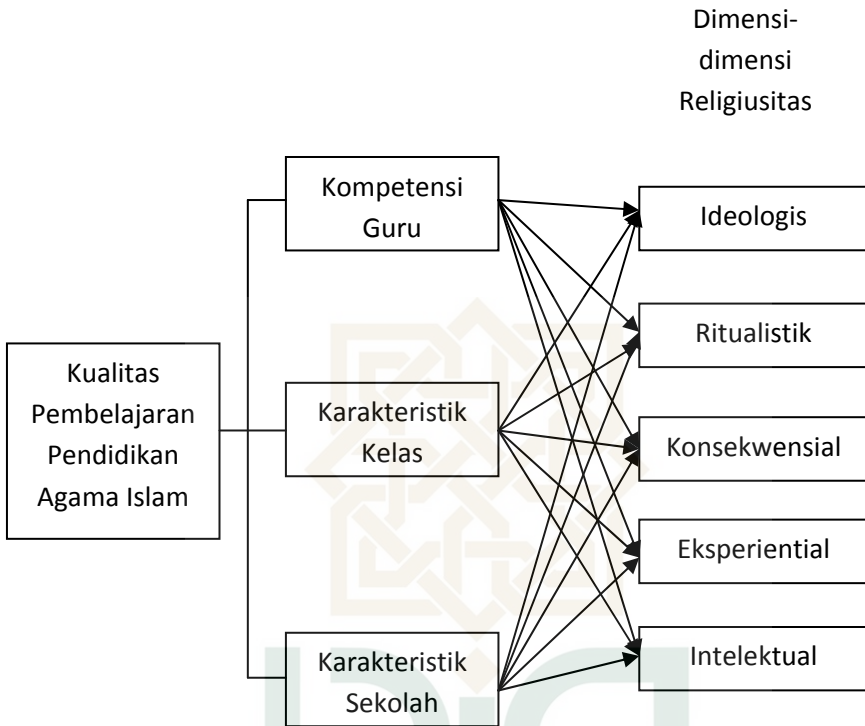 Dimensi-
dimensi
Religiusitas
Kompetensi
Guru
Ideologis
Ritualistik
Kualitas
Pembelajaran
Pendidikan
Agama Islam
Karakteristik
Kelas
Konsekwensial
Eksperiential
Karakteristik
Sekolah
Intelektual